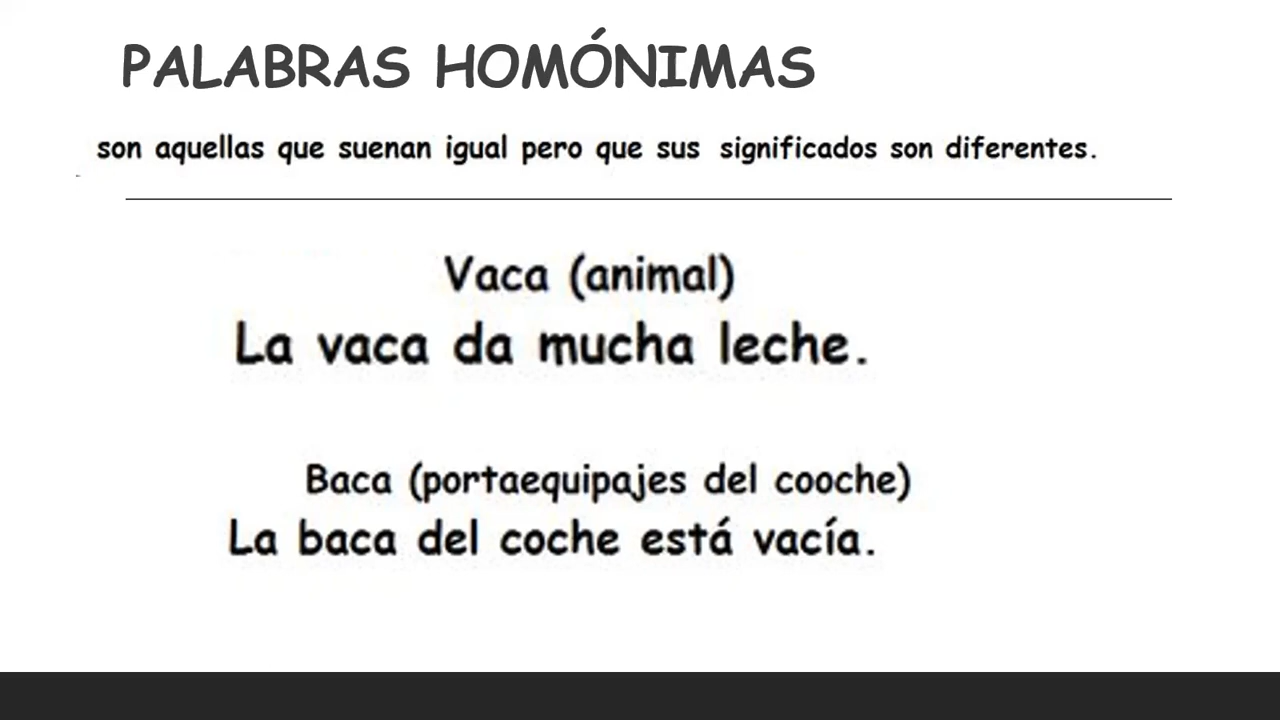 PALABRAS HOMÓNIMAS
son aquellas que suenan igual pero que sus significados son diferentes.
Vaca (animal)
La vaca da mucha leche.
Baca (portaequipajes del cooche)
La baca del coche está vacía.